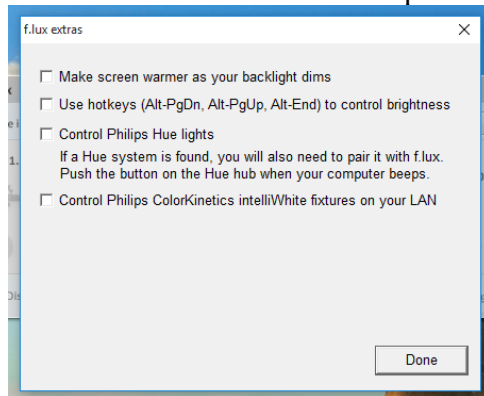 f.lux extras
Make screen warmer as your backlight dims
Use hotkeys (Alt-PgDn, Alt-PgUp, Alt-End) to control brightness
Control Philips Hue lights
If a Hue system is found, you will also need to pair it with f.lux.
Push the button on the Hue hub when your computer beeps.
Control Philips ColorKinetics intelliWhite fixtures on your LAN
Done